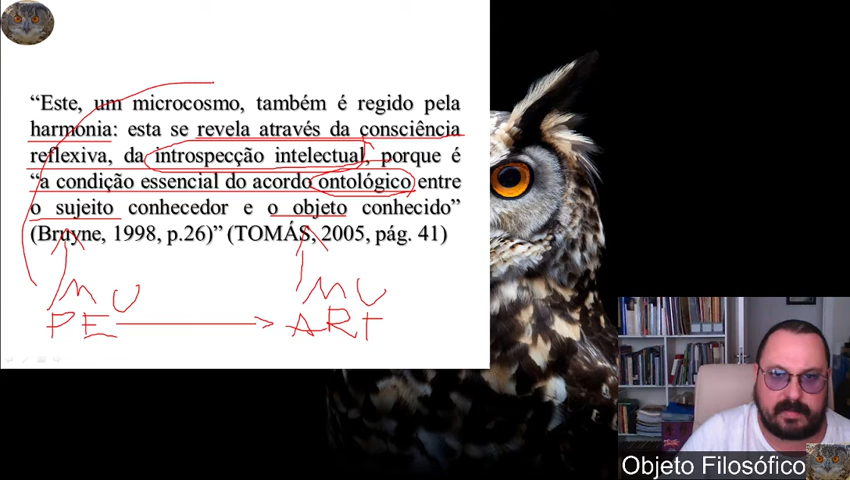 “Este, um microcosmo, também é regido pela
harmonia: esta se revela através da consciência
reflexiva, da introspecção intelectual, porque é
“a condição essencial do acordo ontológico entre
o sujeito conhecedor e o objeto conhecido”
(Bruyne, 1998, p.26)” (TOMÁS, 2005, pág. 41)
MU MU
PE ART
Objeto Filosófico